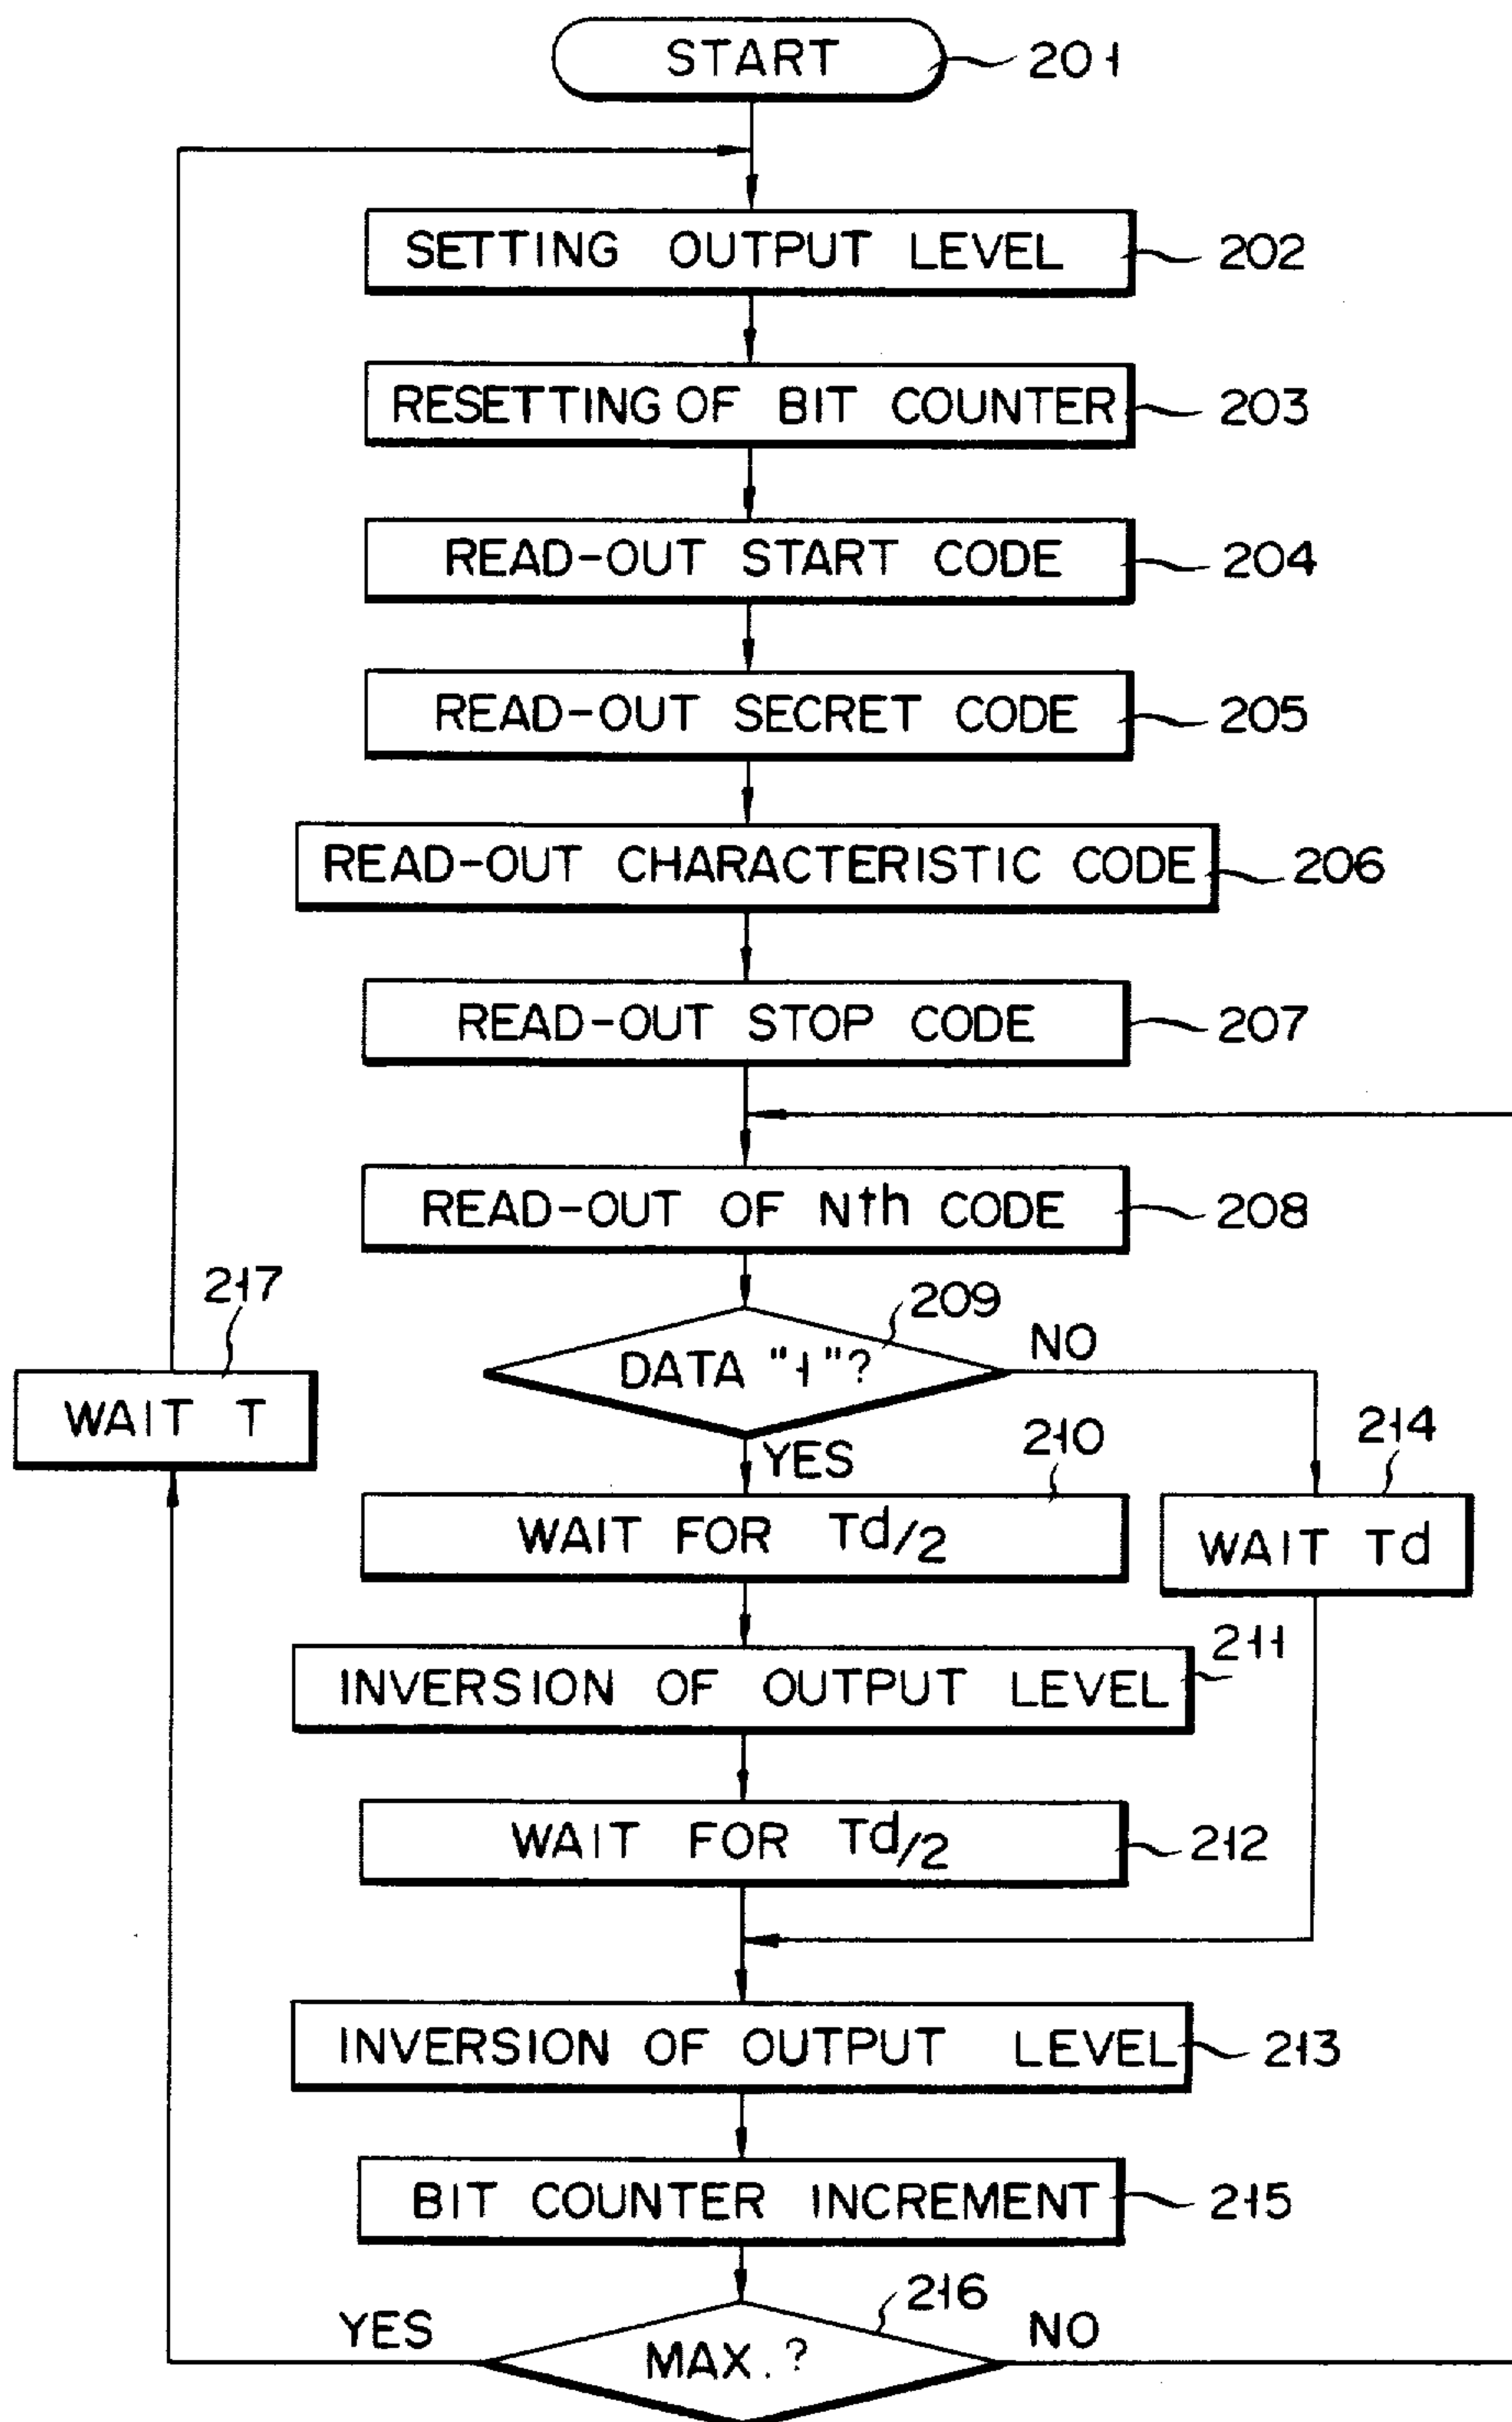 START
201
SETTING OUTPUT LEVEL
202
RESETTING OF BIT COUNTER
203
READ-OUT START CODE
204
READ-OUT SECRET CODE
205
READ-OUT CHARACTERISTIC CODE
206
READ-OUT STOP CODE
207
READ-OUT OF Nth CODE
208
217
209
DATA "1"?
NO
WAIT T
YES
210
214
WAIT FOR Td/2
WAIT Td
211
INVERSION OF OUTPUT LEVEL
WAIT FOR Td/2
212
INVERSION OF OUTPUT LEVEL
213
BIT COUNTER INCREMENT
215
216
YES
MAX.?
NO